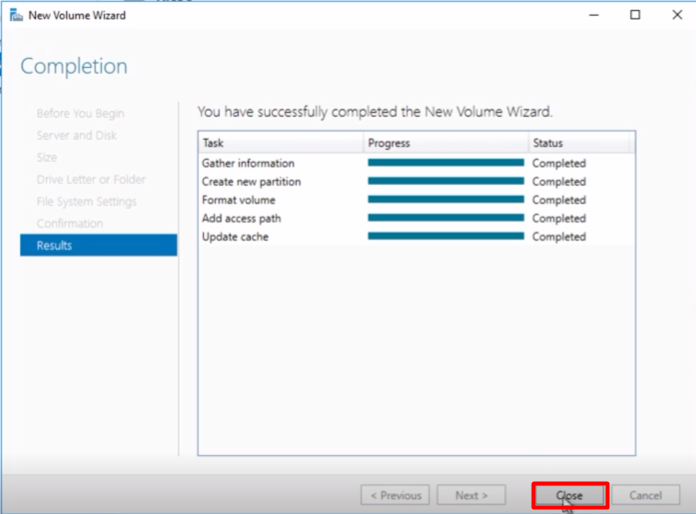 New Volume Wizard
Completion
Before You Begin
Server and Disk
Size
Drive Letter or Folder
File System Settings
Confirmation
Results
You have successfully completed the New Volume Wizard.
Task Progress Status
Gather information Completed
Create new partition Completed
Format volume Completed
Add access path Completed
Update cache Completed
< Previous Next > Close Cancel